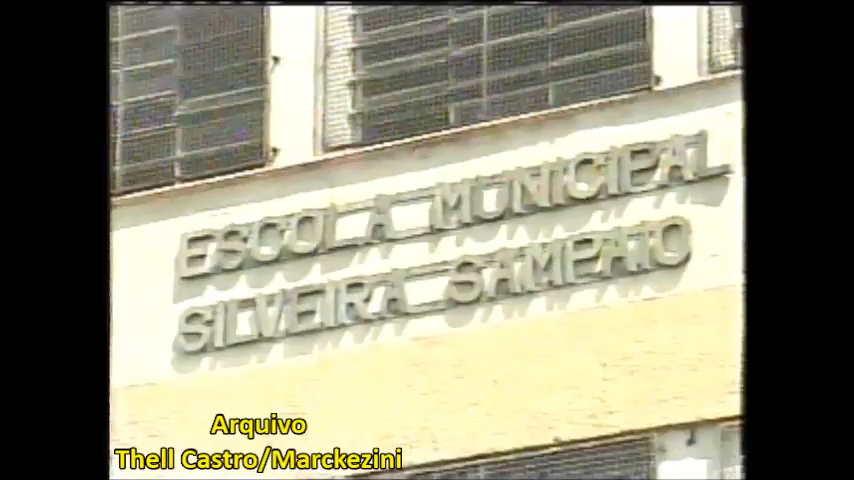 ESCOLA MUNICIPAL
SILVEIRA SAMPAIO
Arquivo
Thell Castro/Marckezini